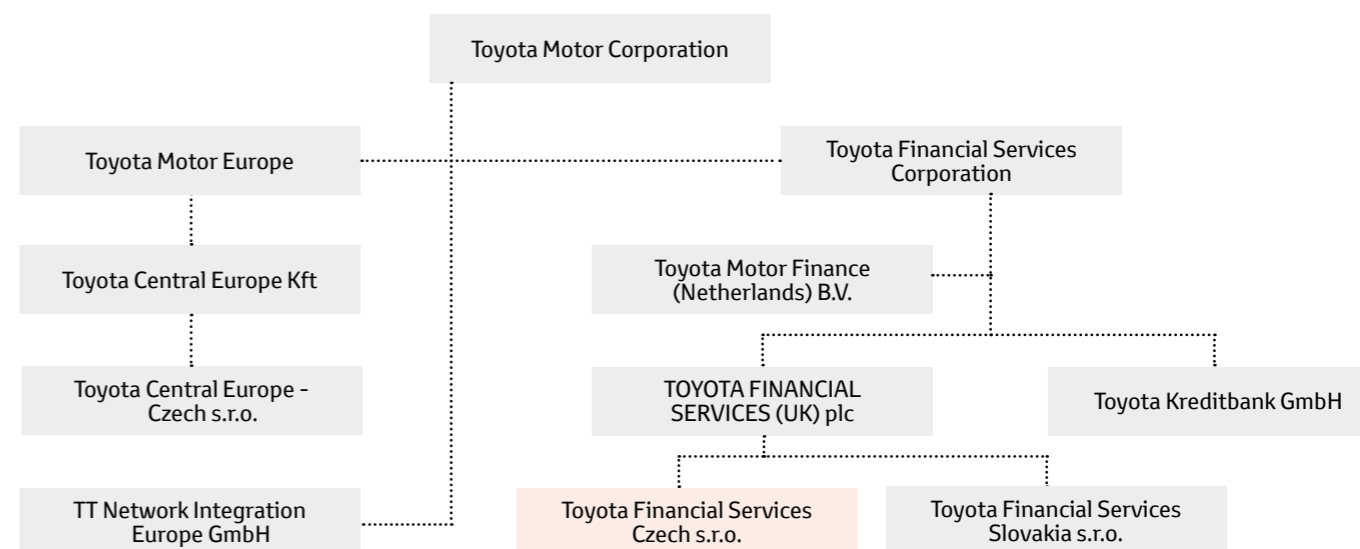 Toyota Motor Corporation
Toyota Motor Europe
Toyota Financial Services
Corporation
Toyota Central Europe Kft
Toyota Motor Finance
(Netherlands) B.V.
Toyota Central Europe -
Czech s.r.o.
TOYOTA FINANCIAL
SERVICES (UK) plc
Toyota Kreditbank GmbH
TT Network Integration
Europe GmbH
Toyota Financial Services
Czech s.r.o.
Toyota Financial Services
Slovakia s.r.o.